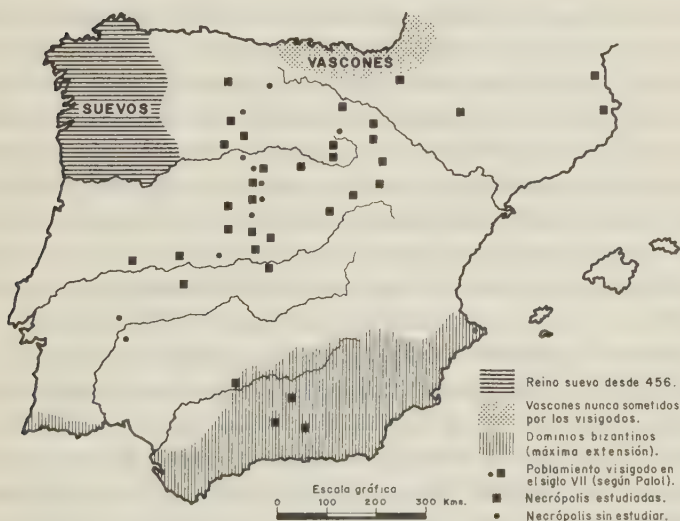 VASCONES
SUEVOS
Reino suevo desde 456.
Vascones nunca sometidos
por los visigodos.
Dominios bizantinos
(máxima extensión).
Poblamiento visigodo en
el siglo VII (según Palol).
Necrópolis estudiadas.
Necrópolis sin estudiar.
Escala gráfica
0 100 200 300 Kms.